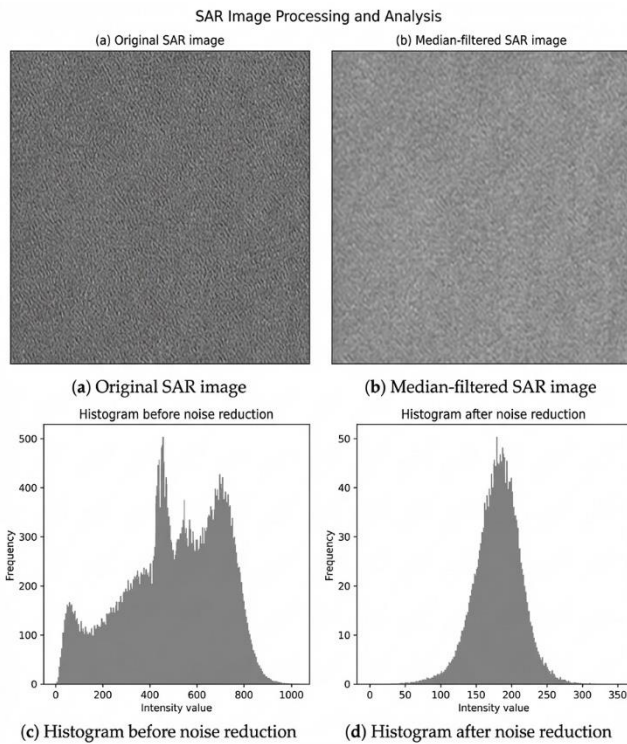 SAR Image Processing and Analysis
(a) Original SAR image
(b) Median-filtered SAR image
(a) Original SAR image
(b) Median-filtered SAR image
Histogram before noise reduction
500
400
300
200
100
0
Frequency
0 200 400 600 800 1000
Intensity value
(c) Histogram before noise reduction
Histogram after noise reduction
50
40
30
20
10
0
Frequency
0 50 100 150 200 250 300 350
Intensity value
(d) Histogram after noise reduction